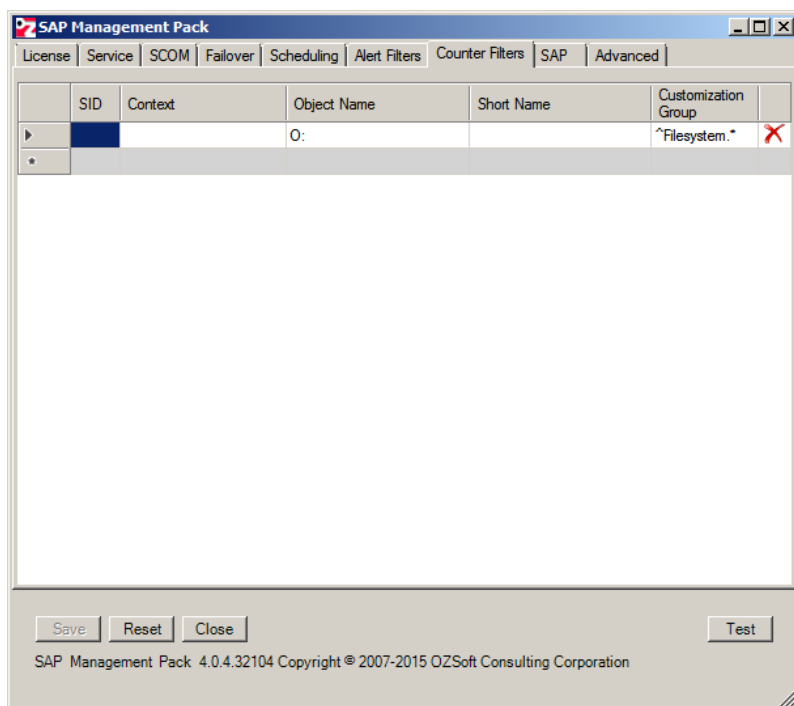 SAP Management Pack
License Service SCOM Failover Scheduling Alert Filters Counter Filters SAP Advanced
SID Context Object Name Short Name Customization Group
O: ^Filesystem.*
*
Save Reset Close Test
SAP Management Pack 4.0.4.32104 Copyright © 2007-2015 OZSoft Consulting Corporation